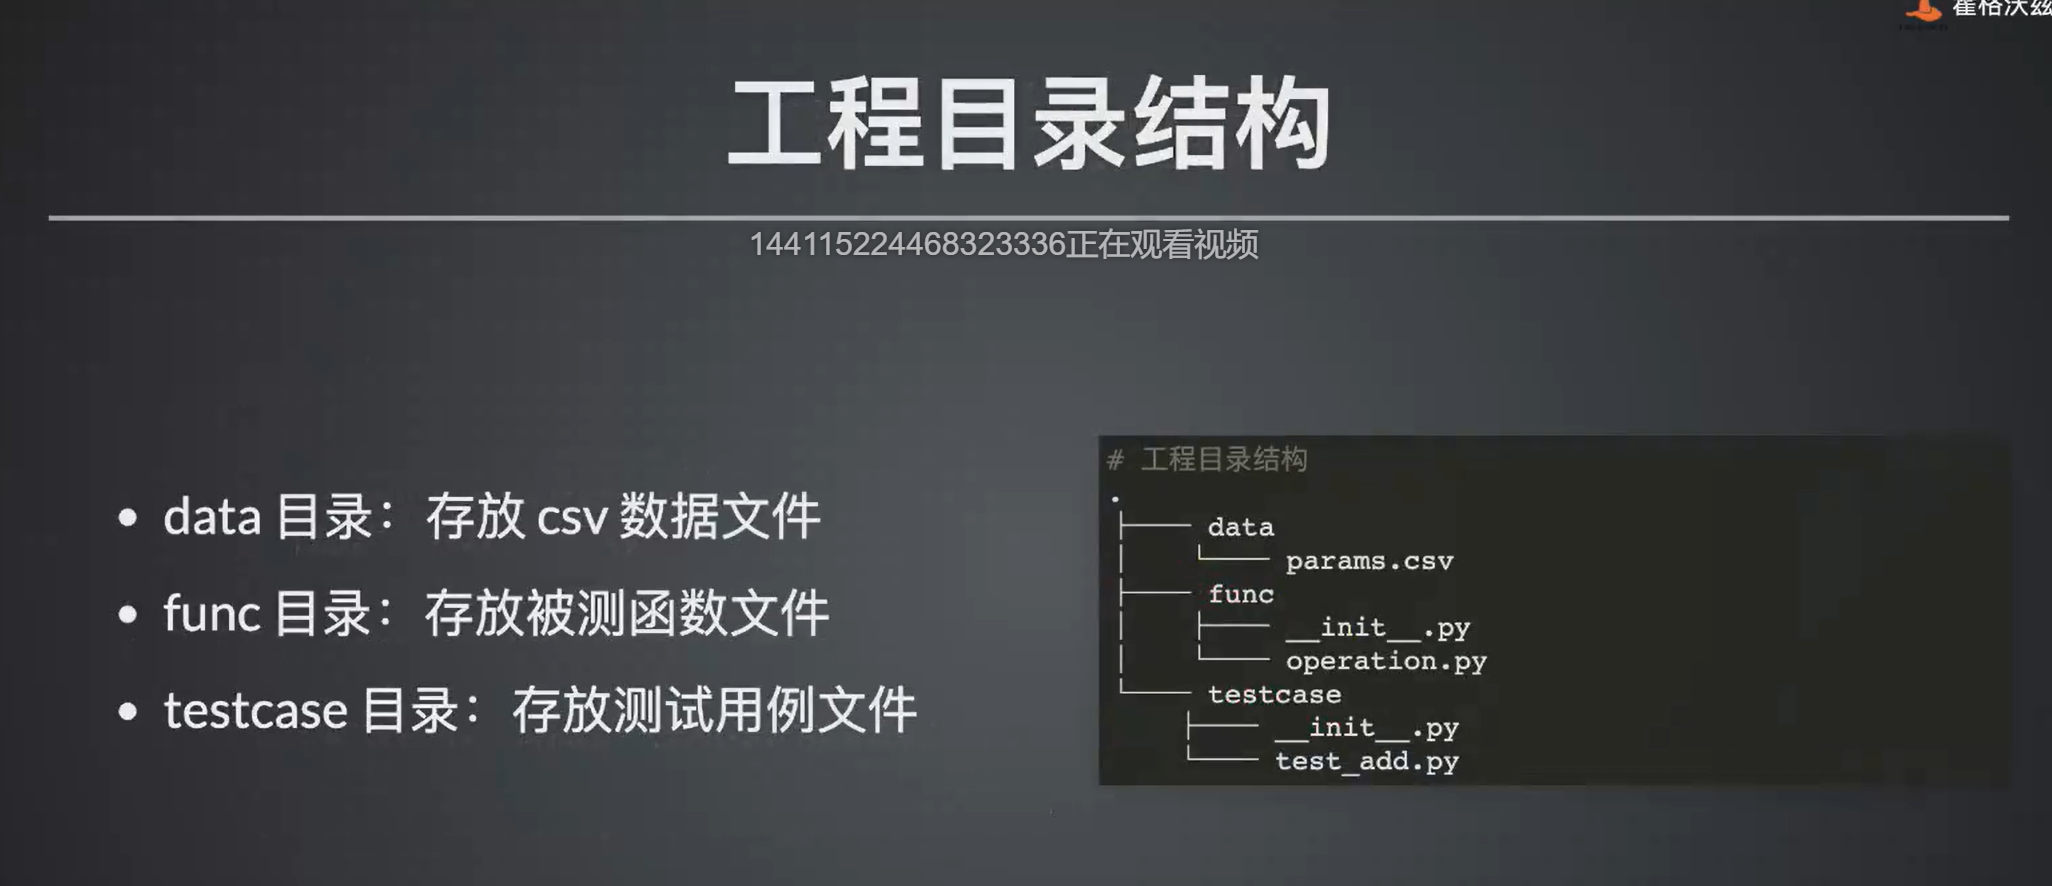 霍格沃兹
工程目录结构
144115224468323336正在观看视频
• data 目录：存放 csv 数据文件
• func 目录：存放被测函数文件
• testcase 目录：存放测试用例文件
# 工程目录结构
.
├── data
│   └── params.csv
├── func
│   ├── __init__.py
│   └── operation.py
└── testcase
    ├── __init__.py
    └── test_add.py